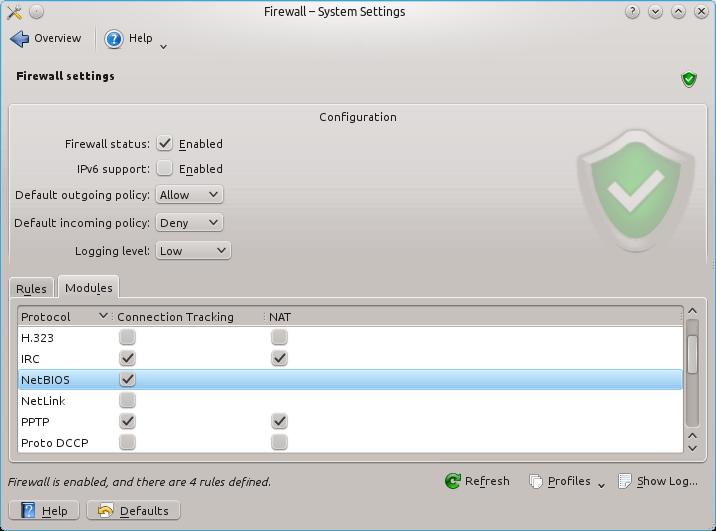 Firewall – System Settings
Overview Help
Firewall settings
Configuration
Firewall status: Enabled
IPv6 support: Enabled
Default outgoing policy: Allow
Default incoming policy: Deny
Logging level: Low
Rules Modules
Protocol Connection Tracking NAT
H.323
IRC
NetBIOS
NetLink
PPTP
Proto DCCP
Firewall is enabled, and there are 4 rules defined. Refresh Profiles Show Log...
Help Defaults